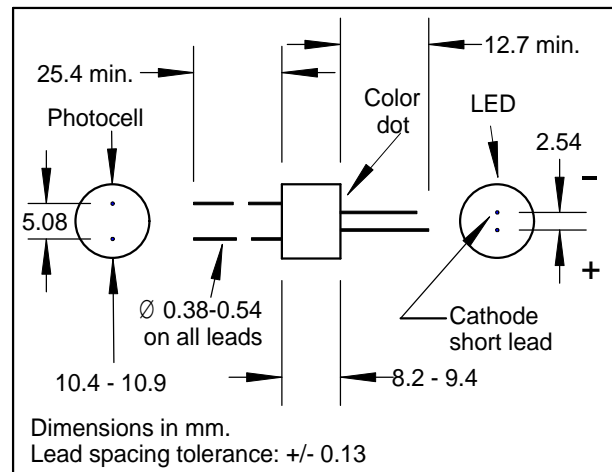 12.7 min.
25.4 min.
Photocell
Color
dot
LED
2.54
5.08
-
+
Ø 0.38-0.54
on all leads
Cathode
short lead
10.4 - 10.9
8.2 - 9.4
Dimensions in mm.
Lead spacing tolerance: +/- 0.13